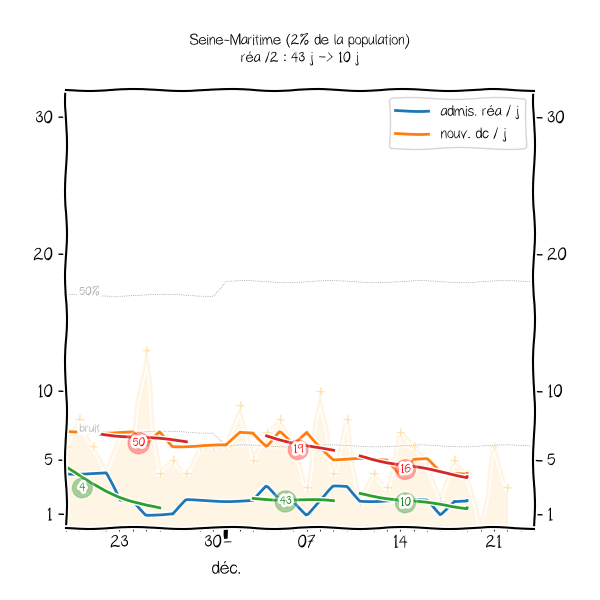 Seine-Maritime (2% de la population)
réa /2 : 43 j -> 10 j
admis. réa / j
nouv. dc / j
30 30
20 20
50%
10 10
bruit
50 19 16
5 5
4 43 10
1 1
23 30 07 14 21
déc.